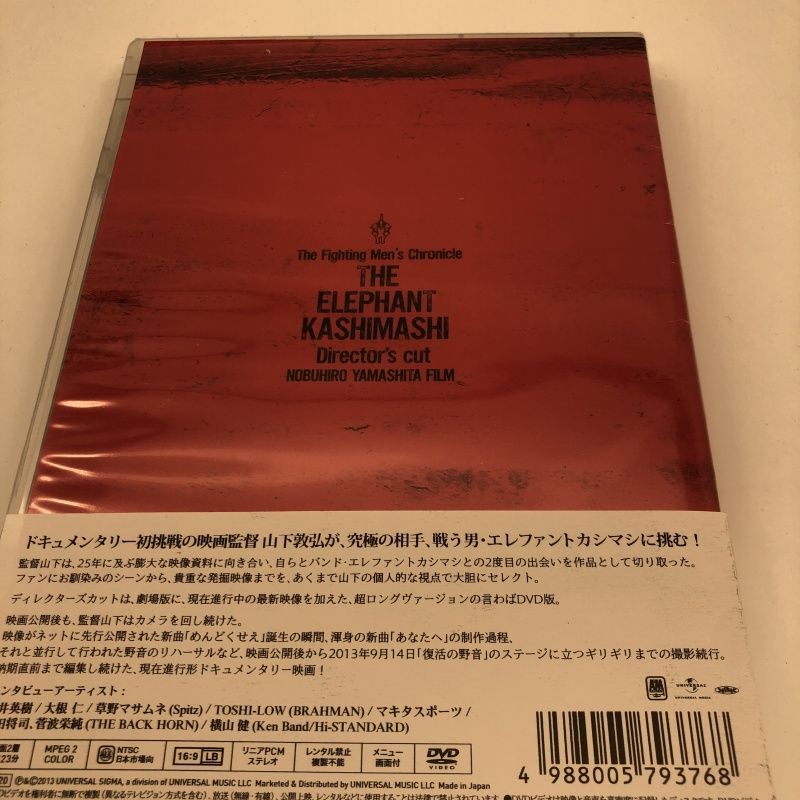 The Fighting Men's Chronicle
THE
ELEPHANT
KASHIMASHI
Director's cut
NOBUHIRO YAMASHITA FILM
ドキュメンタリー初挑戦の映画監督 山下敦弘が、究極の相手、戦う男・エレファントカシマシに挑む!
監督山下は、25年に及ぶ膨大な映像資料に向き合い、自らとバンド・エレファントカシマシとの2度目の出会いを作品として切り取った。
ファンにお馴染みのシーンから、貴重な発掘映像までを、あくまで山下の個人的な視点で大胆にセレクト。
ディレクターズカットは、劇場版に、現在進行中の最新映像を加えた、超ロングヴァージョンの言わばDVD版。
映画公開後も、監督山下はカメラを回し続けた。
映像がネットに先行公開された新曲「めんどくせえ」誕生の瞬間、渾身の新曲「あなたへ」の制作過程、
それと並行して行われた野音のリハーサルなど、映画公開後から2013年9月14日「復活の野音」のステージに立つギリギリまでの撮影続行。
納期直前まで編集し続けた、現在進行形ドキュメンタリー映画!
ンタビューアーティスト:
井英樹 / 大根 仁 / 草野マサムネ (Spitz) / TOSHI-LOW (BRAHMAN) / マキタスポーツ /
田将司、菅波栄純 (THE BACK HORN) / 横山 健 (Ken Band/Hi-STANDARD)
UNIVERSAL
UNIVERSAL MUSIC
面2層
23分
MPEG 2
COLOR
NTSC
日本市場向
16:9 LB
リニアPCM
ステレオ
レンタル禁止
複製不能
メニュー
画面付
DVD
VIDEO
4 988005 793768
20 ℗&©2013 UNIVERSAL SIGMA, a division of UNIVERSAL MUSIC LLC Marketed & Distributed by UNIVERSAL MUSIC LLC Made in Japan